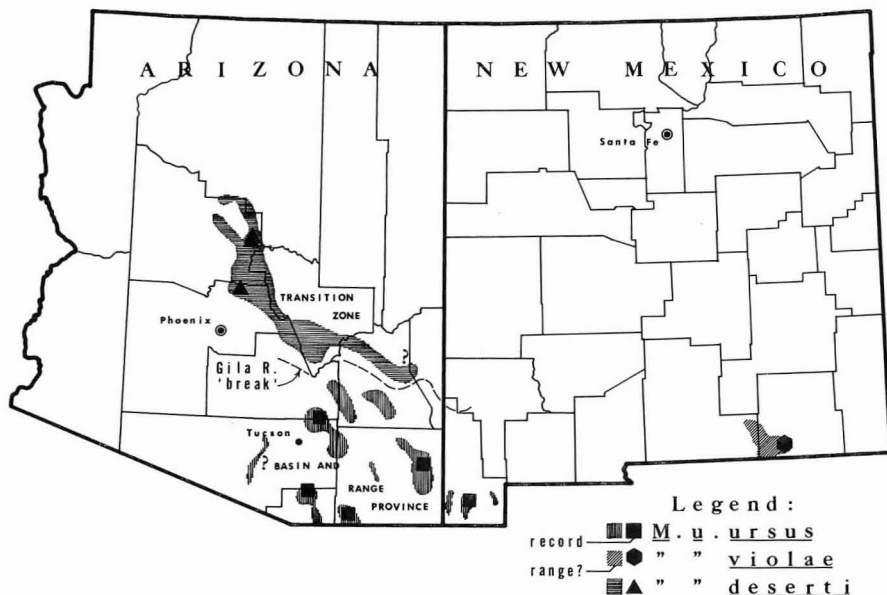 ARIZONA
NEW MEXICO
Santa Fe
TRANSITION
ZONE
Phoenix
?
Gila R.
'break'
Tucson
?
BASIN AND
RANGE
PROVINCE
Legend:
record M.u.ursus
range? " " violae
" " deserti